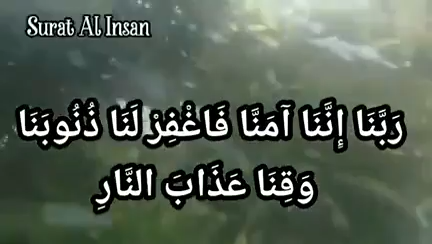 Surat Al Insan
رَبَّنَا إِنَّنَا آمَنَّا فَاغْفِرْ لَنَا ذُنُوبَنَا
وَقِنَا عَذَابَ النَّارِ